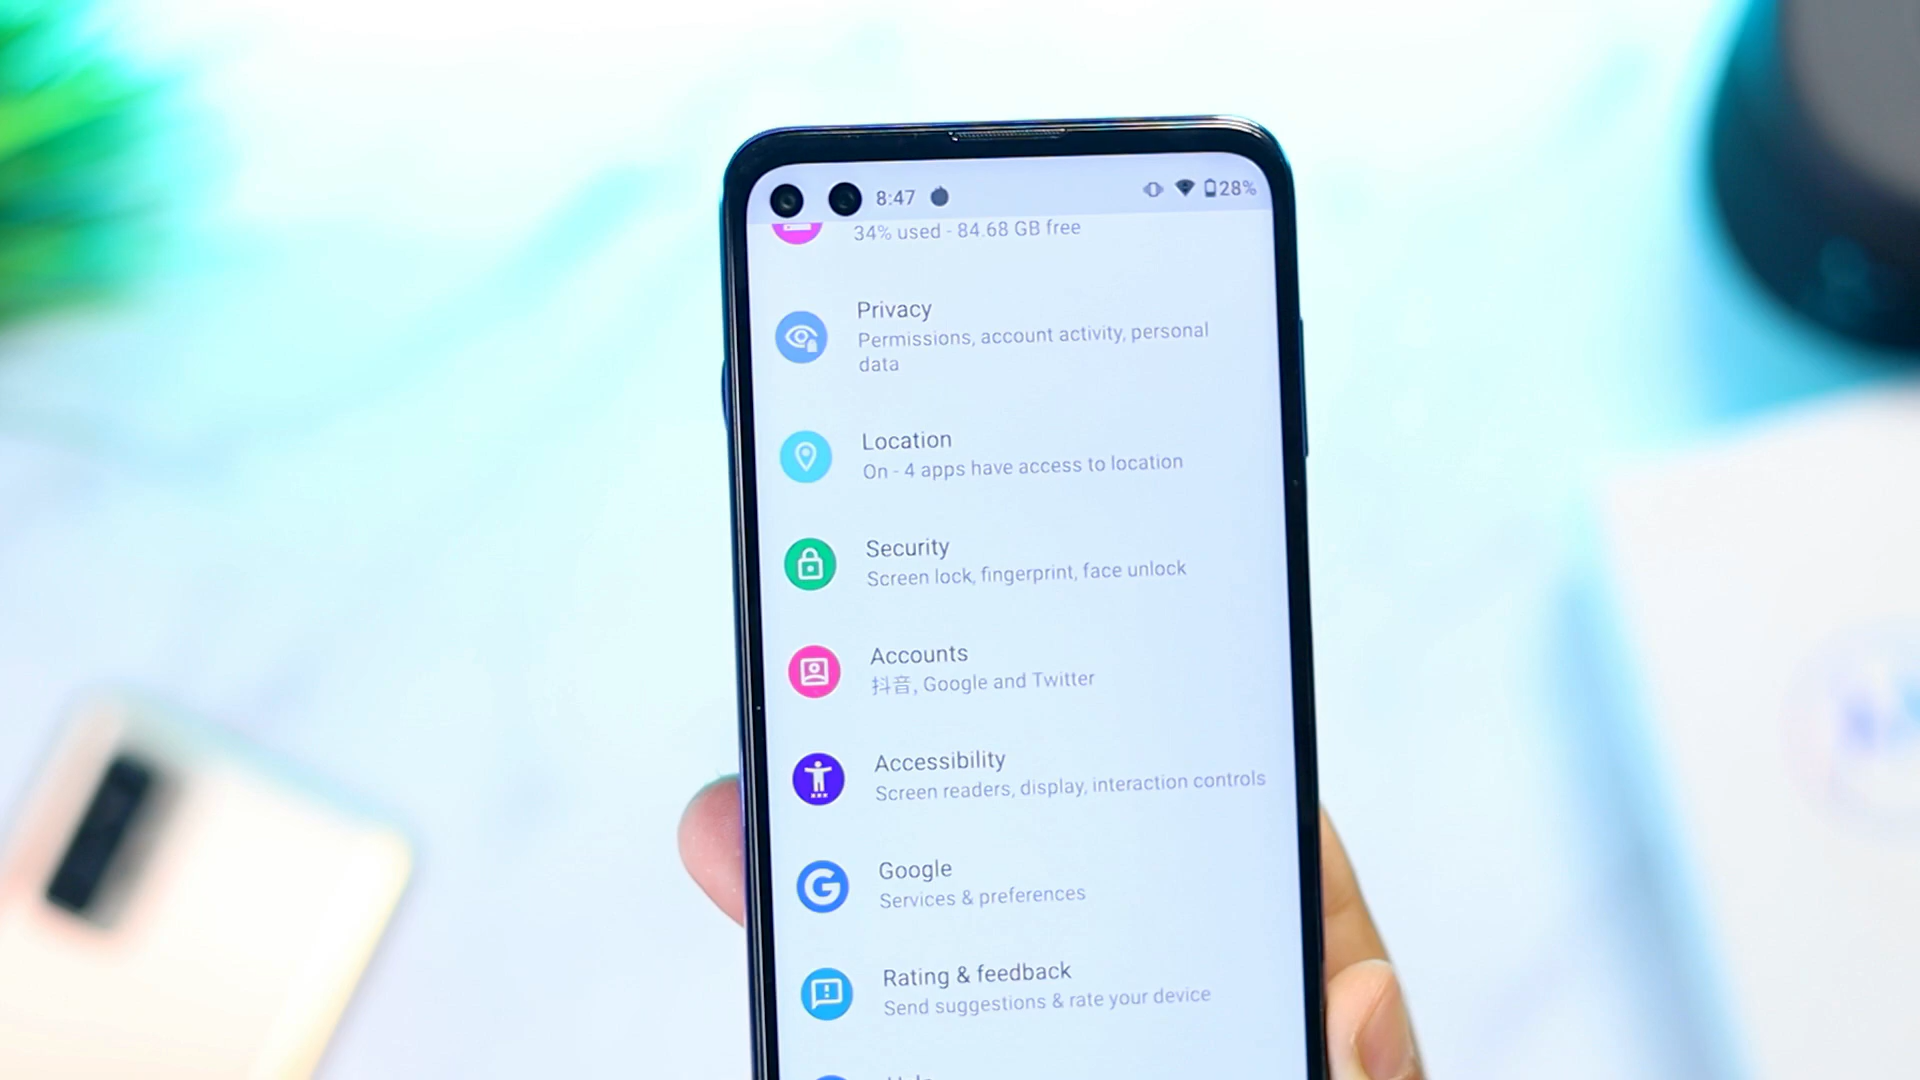 8:47
28%
34% used - 84.68 GB free
Privacy
Permissions, account activity, personal
data
Location
On - 4 apps have access to location
Security
Screen lock, fingerprint, face unlock
Accounts
抖音, Google and Twitter
Accessibility
Screen readers, display, interaction controls
Google
Services & preferences
Rating & feedback
Send suggestions & rate your device